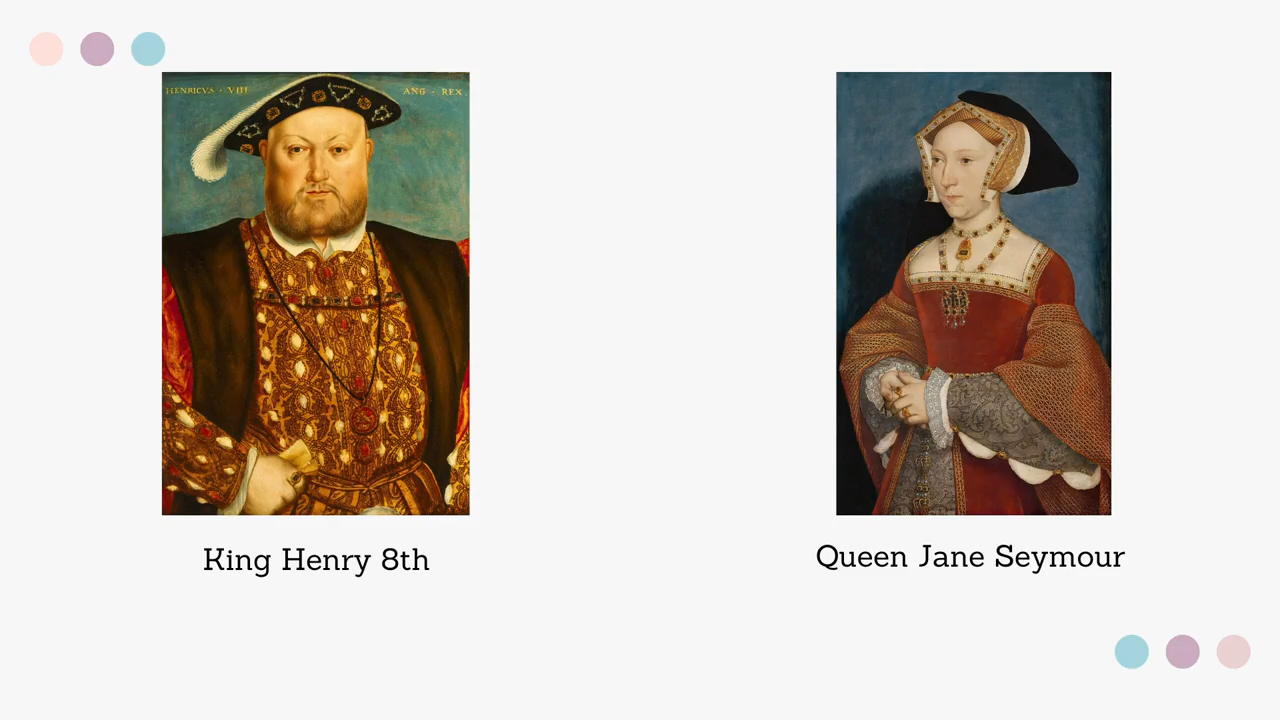 HENRICVS · VIII
ANG · REX
King Henry 8th
Queen Jane Seymour